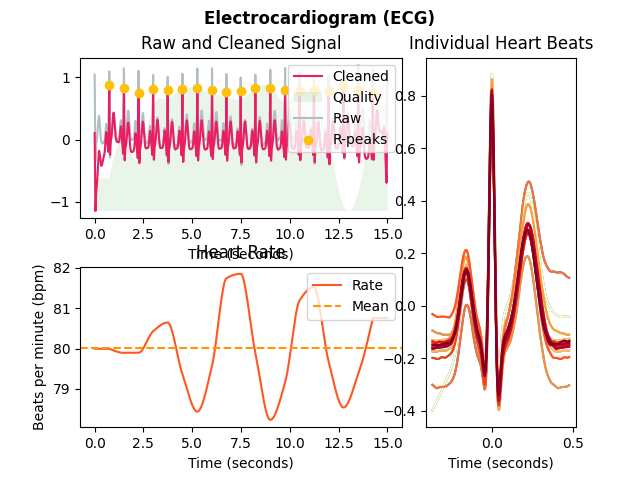 Electrocardiogram (ECG)
Raw and Cleaned Signal
1
0
−1
Cleaned
Quality
Raw
R-peaks
0.0 2.5 5.0 7.5 10.0 12.5 15.0
Time (seconds)
Heart Rate
82
81
80
79
Beats per minute (bpm)
Rate
Mean
0.0 2.5 5.0 7.5 10.0 12.5 15.0
Time (seconds)
Individual Heart Beats
0.8
0.6
0.4
0.2
0.0
−0.2
−0.4
0.0 0.5
Time (seconds)